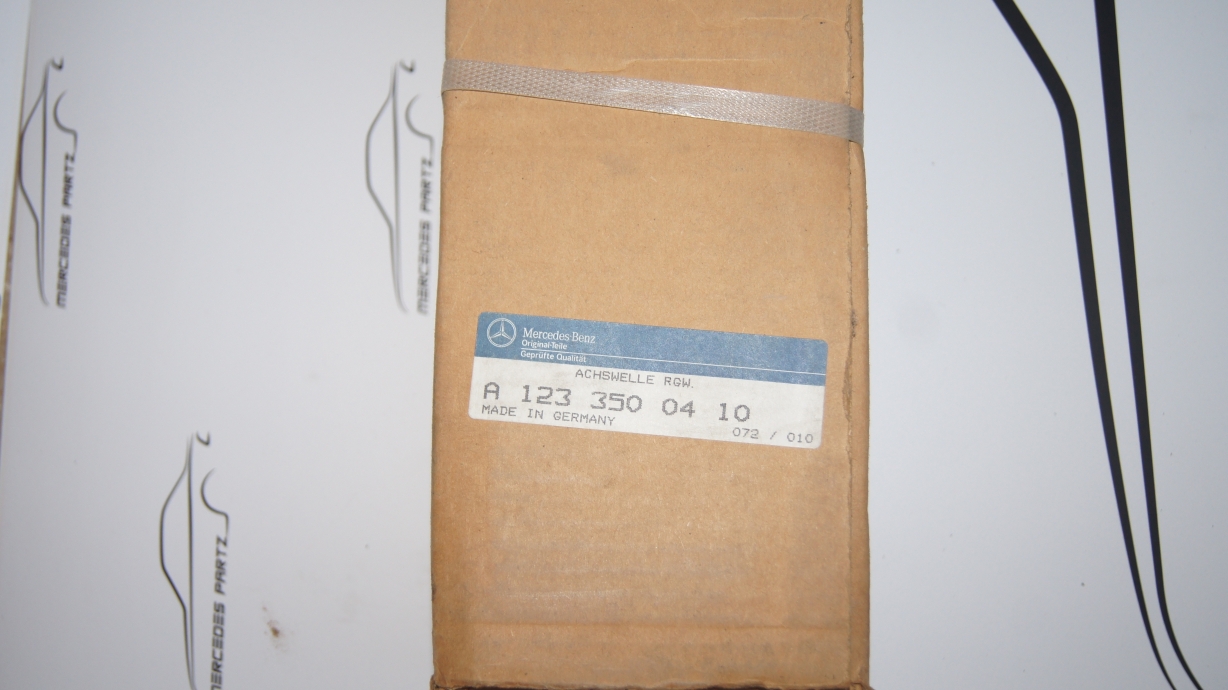 MERCEDES PARTZ
MERCEDES PARTZ
MERCEDES PARTZ
Mercedes-Benz
Original-Teile
Geprüfte Qualität
ACHSWELLE RGW.
A 123 350 04 10
MADE IN GERMANY
072 / 010